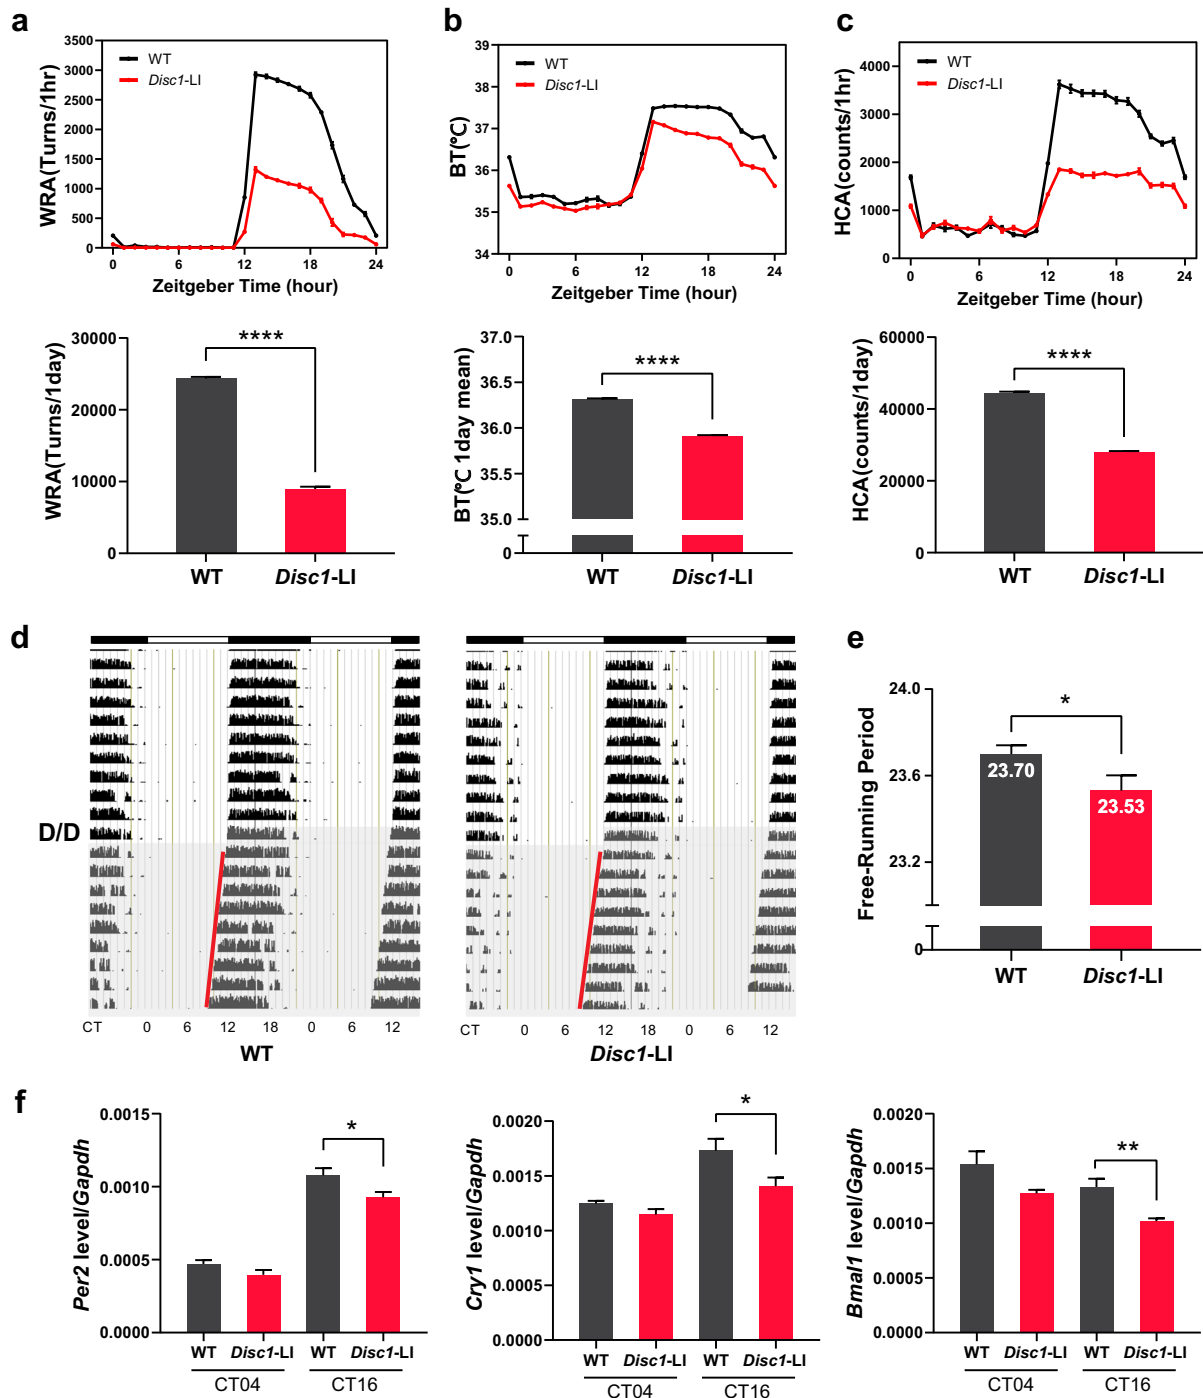 a
WRA(Turns/1hr)
3500
3000
2500
2000
1500
1000
500
0
WT
Disc1-LI
0 6 12 18 24
Zeitgeber Time (hour)
b
BT(℃)
39
38
37
36
35
34
WT
Disc1-LI
0 6 12 18 24
Zeitgeber Time (hour)
c
HCA(counts/1hr)
4000
3000
2000
1000
0
WT
Disc1-LI
0 6 12 18 24
Zeitgeber Time (hour)
WRA(Turns/1day)
30000
20000
10000
0
****
WT Disc1-LI
BT(℃ 1day mean)
37.0
36.5
36.0
35.5
35.0
0
****
WT Disc1-LI
HCA(counts/1day)
60000
40000
20000
0
****
WT Disc1-LI
d
D/D
CT 0 6 12 18 0 6 12
WT
CT 0 6 12 18 0 6 12
Disc1-LI
e
Free-Running Period
24.0
23.6
23.2
0
*
23.70
23.53
WT Disc1-LI
f
Per2 level/Gapdh
0.0015
0.0010
0.0005
0.0000
*
WT Disc1-LI WT Disc1-LI
CT04 CT16
Cry1 level/Gapdh
0.0020
0.0015
0.0010
0.0005
0.0000
*
WT Disc1-LI WT Disc1-LI
CT04 CT16
Bmal1 level/Gapdh
0.0020
0.0015
0.0010
0.0005
0.0000
**
WT Disc1-LI WT Disc1-LI
CT04 CT16